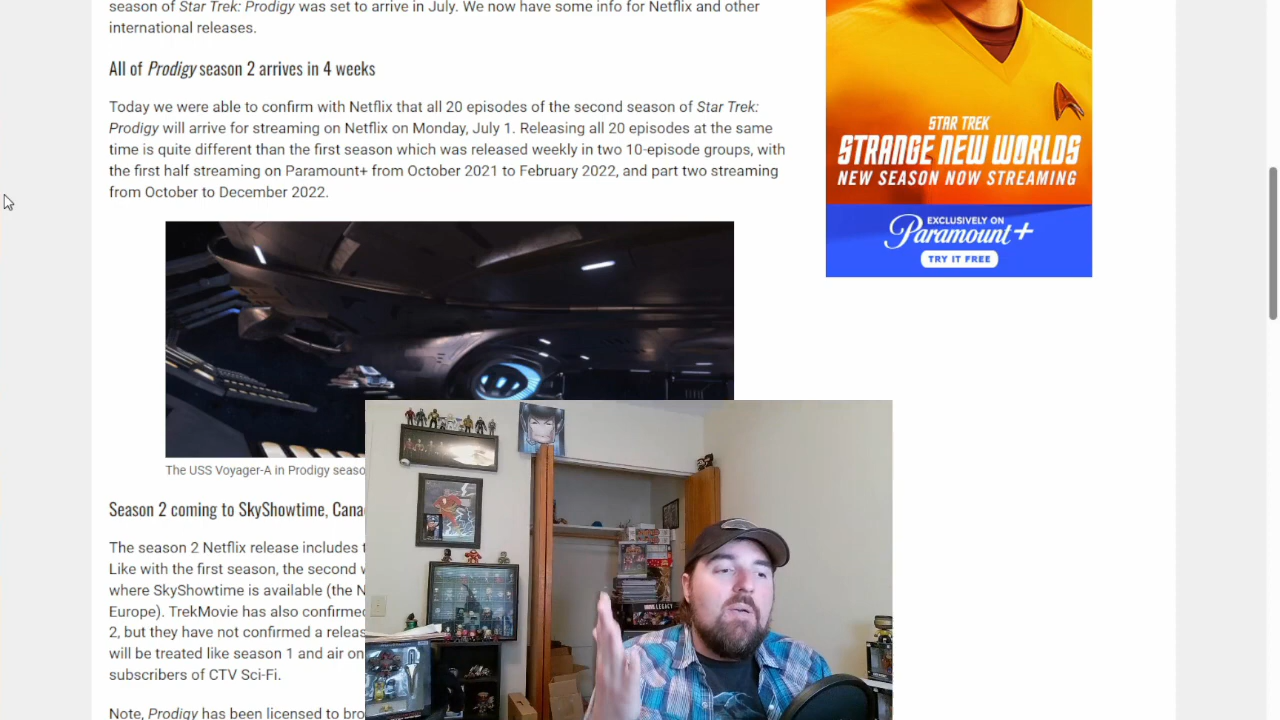 season of Star Trek: Prodigy was set to arrive in July. We now have some info for Netflix and other
international releases.
All of Prodigy season 2 arrives in 4 weeks
Today we were able to confirm with Netflix that all 20 episodes of the second season of Star Trek:
Prodigy will arrive for streaming on Netflix on Monday, July 1. Releasing all 20 episodes at the same
time is quite different than the first season which was released weekly in two 10-episode groups, with
the first half streaming on Paramount+ from October 2021 to February 2022, and part two streaming
from October to December 2022.
The USS Voyager-A in Prodigy seaso
Season 2 coming to SkyShowtime, Cana
The season 2 Netflix release includes
Like with the first season, the second
where SkyShowtime is available (the N
Europe). TrekMovie has also confirmed
2, but they have not confirmed a releas
will be treated like season 1 and air on
subscribers of CTV Sci-Fi.
Note, Prodigy has been licensed to bro
STAR TREK
STRANGE NEW WORLDS
NEW SEASON NOW STREAMING
EXCLUSIVELY ON
Paramount+
TRY IT FREE
LEGACY